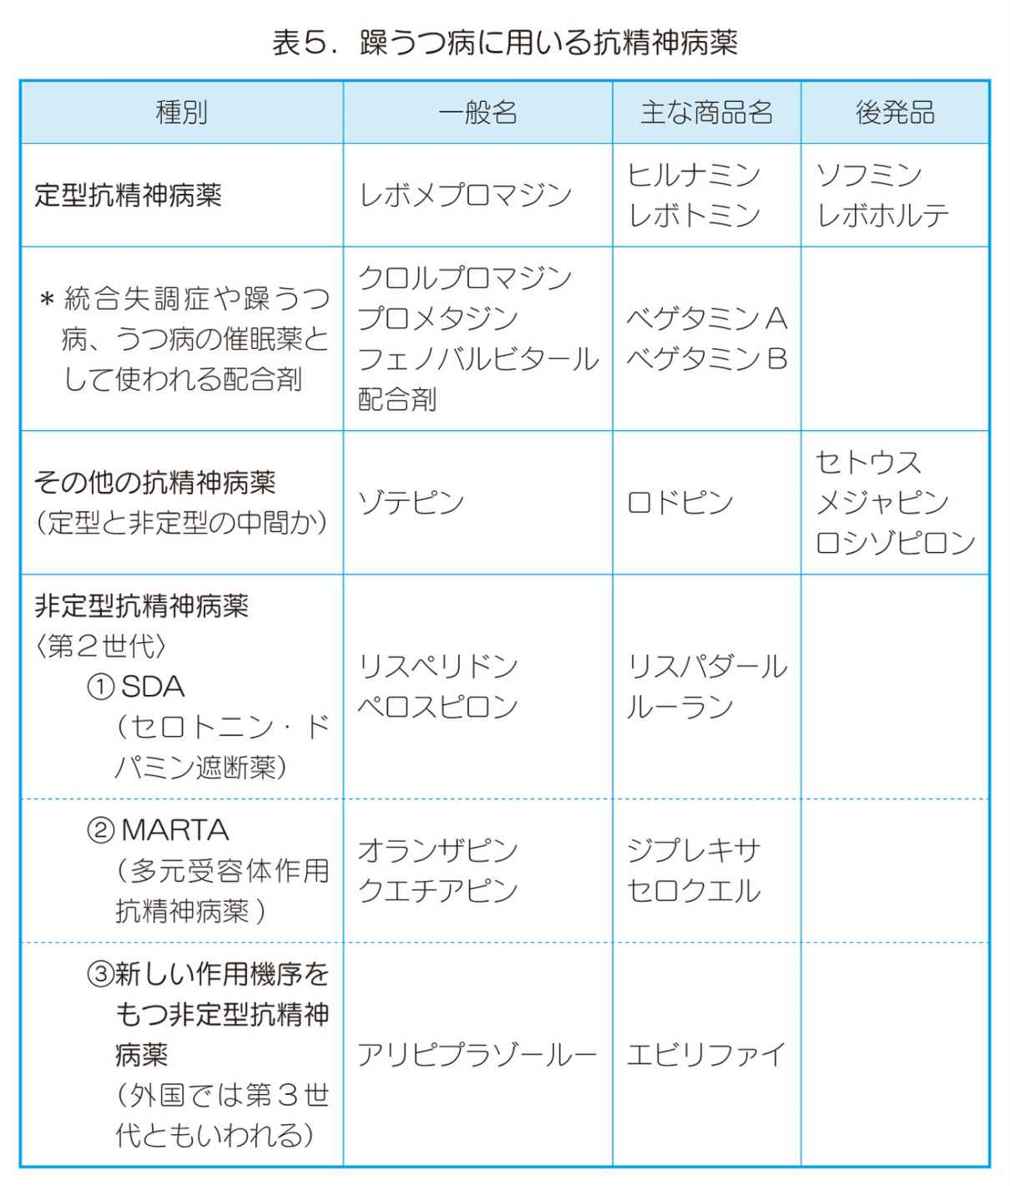 表5．躁うつ病に用いる抗精神病薬
種別
一般名
主な商品名
後発品
定型抗精神病薬
レボメプロマジン
ヒルナミン
レボトミン
ソフミン
レボホルテ
＊統合失調症や躁うつ
病、うつ病の催眠薬と
して使われる配合剤
クロルプロマジン
プロメタジン
フェノバルビタール
配合剤
ベゲタミンA
ベゲタミンB
その他の抗精神病薬
（定型と非定型の中間か）
ゾテピン
ロドピン
セトウス
メジャピン
ロシゾピロン
非定型抗精神病薬
〈第2世代〉
①SDA
（セロトニン・ド
パミン遮断薬）
リスペリドン
ペロスピロン
リスパダール
ルーラン
②MARTA
（多元受容体作用
抗精神病薬）
オランザピン
クエチアピン
ジプレキサ
セロクエル
③新しい作用機序を
もつ非定型抗精神
病薬
（外国では第3世
代ともいわれる）
アリピプラゾールー
エビリファイ